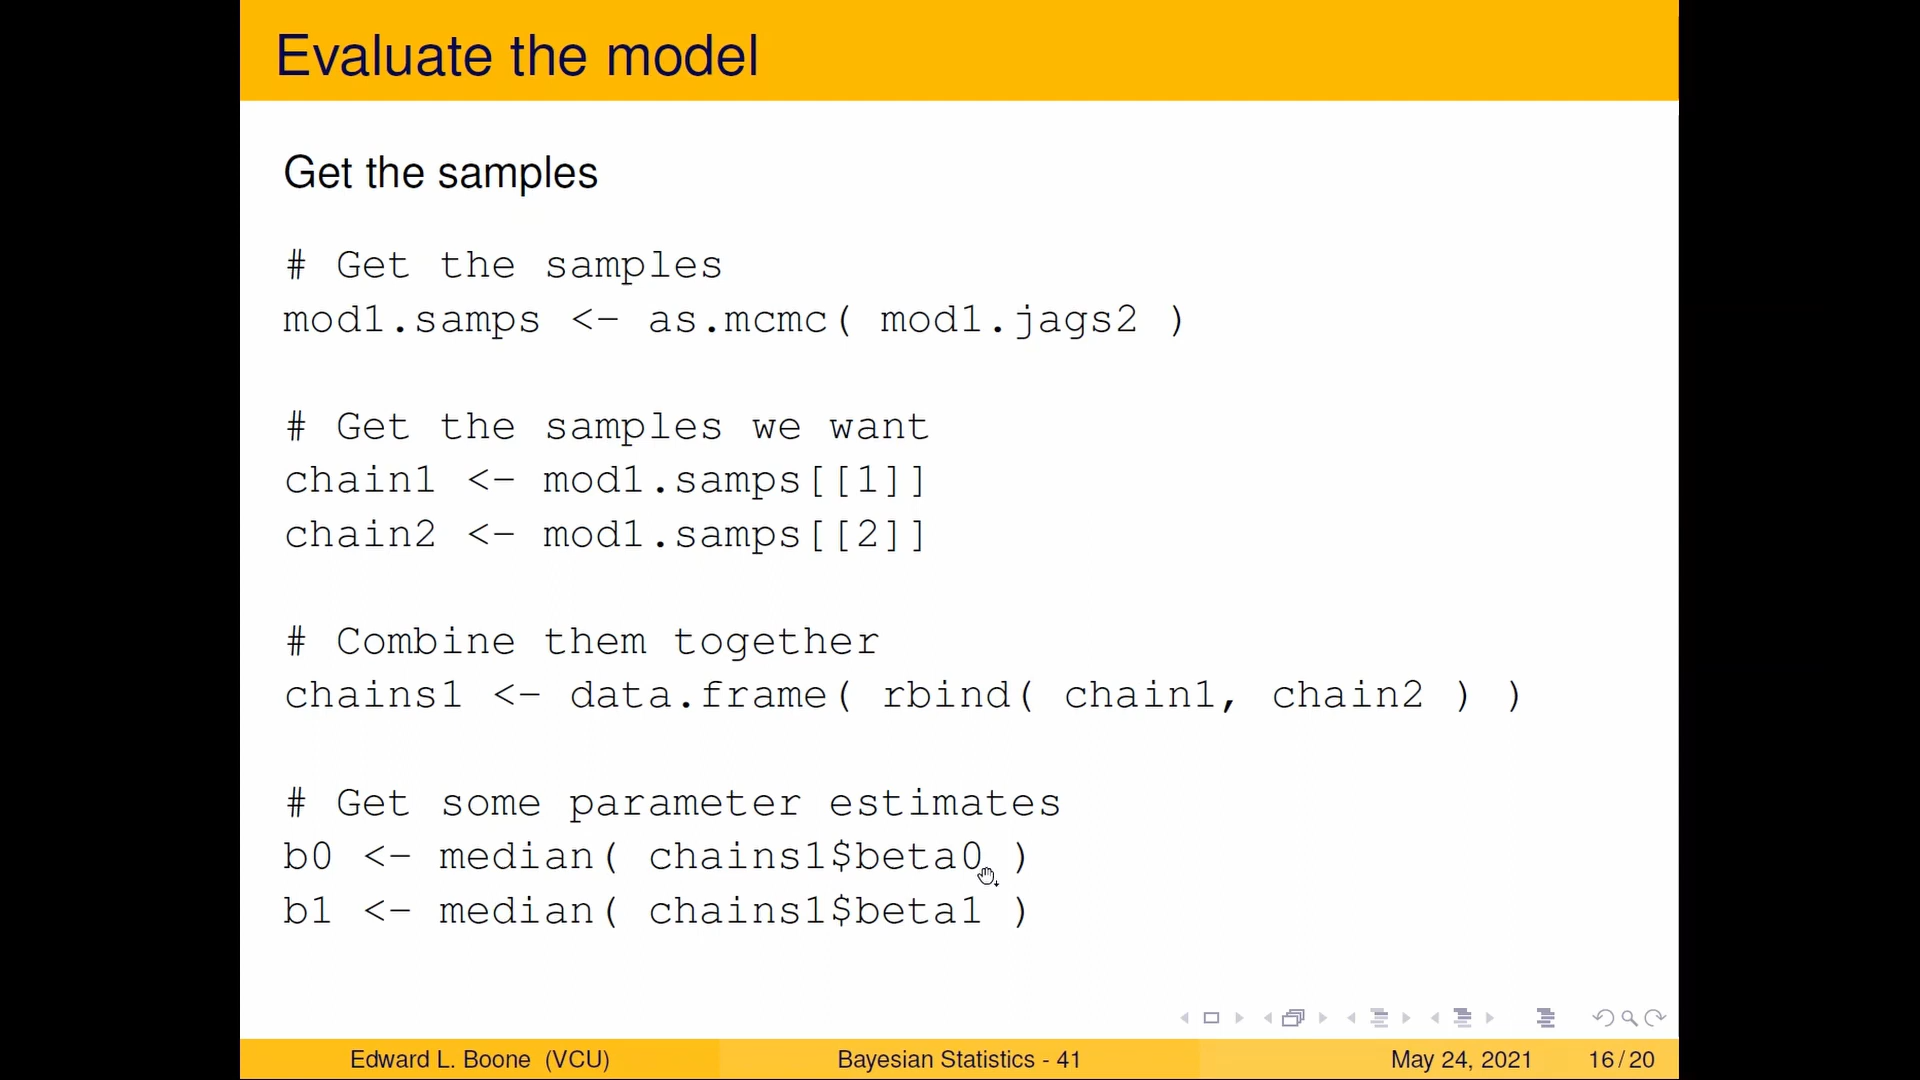 Evaluate the model
Get the samples
# Get the samples
mod1.samps <- as.mcmc( mod1.jags2 )
# Get the samples we want
chain1 <- mod1.samps[[1]]
chain2 <- mod1.samps[[2]]
# Combine them together
chains1 <- data.frame( rbind( chain1, chain2 ) )
# Get some parameter estimates
b0 <- median( chains1$beta0 )
b1 <- median( chains1$beta1 )
Edward L. Boone (VCU) Bayesian Statistics - 41 May 24, 2021 16/20